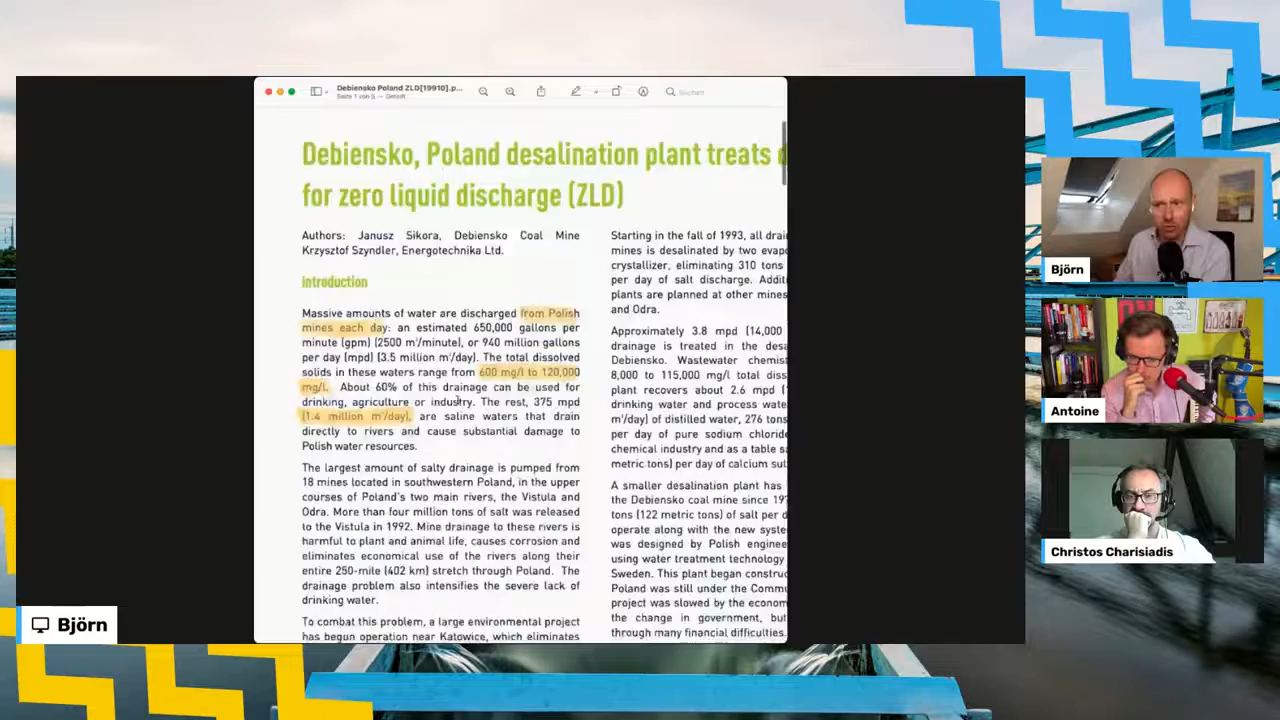 Debiensko Poland ZLD[19910].p...
Seite 1 von 5 — Geteilt
Suchen
Debiensko, Poland desalination plant treats
for zero liquid discharge (ZLD)
Authors: Janusz Sikora, Debiensko Coal Mine
Krzysztof Szyndler, Energotechnika Ltd.
Introduction
Massive amounts of water are discharged from Polish
mines each day: an estimated 650,000 gallons per
minute (gpm) (2500 m³/minute), or 940 million gallons
per day (mpd) (3.5 million m³/day). The total dissolved
solids in these waters range from 600 mg/l to 120,000
mg/l. About 60% of this drainage can be used for
drinking, agriculture or industry. The rest, 375 mpd
(1.4 million m³/day), are saline waters that drain
directly to rivers and cause substantial damage to
Polish water resources.
The largest amount of salty drainage is pumped from
18 mines located in southwestern Poland, in the upper
courses of Poland's two main rivers, the Vistula and
Odra. More than four million tons of salt was released
to the Vistula in 1992. Mine drainage to these rivers is
harmful to plant and animal life, causes corrosion and
eliminates economical use of the rivers along their
entire 250-mile (402 km) stretch through Poland. The
drainage problem also intensifies the severe lack of
drinking water.
To combat this problem, a large environmental project
has begun operation near Katowice, which eliminates
Starting in the fall of 1993, all drai
mines is desalinated by two evapo
crystallizer, eliminating 310 tons
per day of salt discharge. Addit
plants are planned at other mines
and Odra.
Approximately 3.8 mpd (14,000
drainage is treated in the desa
Debiensko. Wastewater chemist
8,000 to 115,000 mg/l total diss
plant recovers about 2.6 mpd (
drinking water and process wate
m³/day) of distilled water, 276 tons
per day of pure sodium chloride
chemical industry and as a table sa
metric tons) per day of calcium sul
A smaller desalination plant has
the Debiensko coal mine since 197
tons (122 metric tons) of salt per d
operate along with the new syste
was designed by Polish enginee
using water treatment technology
Sweden. This plant began constru
Poland was still under the Commu
project was slowed by the econom
the change in government, but
through many financial difficulties.
Björn
Antoine
Christos Charisiadis
Björn